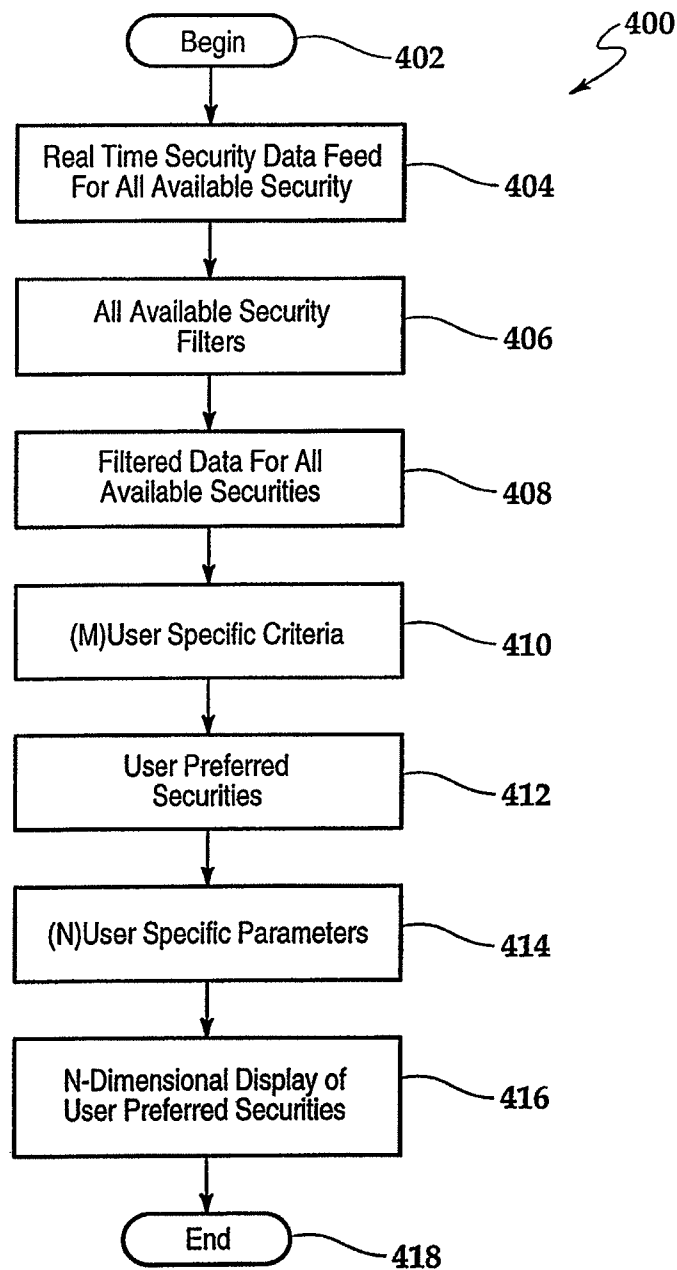 400
Begin
402
Real Time Security Data Feed
For All Available Security
404
All Available Security
Filters
406
Filtered Data For All
Available Securities
408
(M)User Specific Criteria
410
User Preferred
Securities
412
(N)User Specific Parameters
414
N-Dimensional Display of
User Preferred Securities
416
End
418